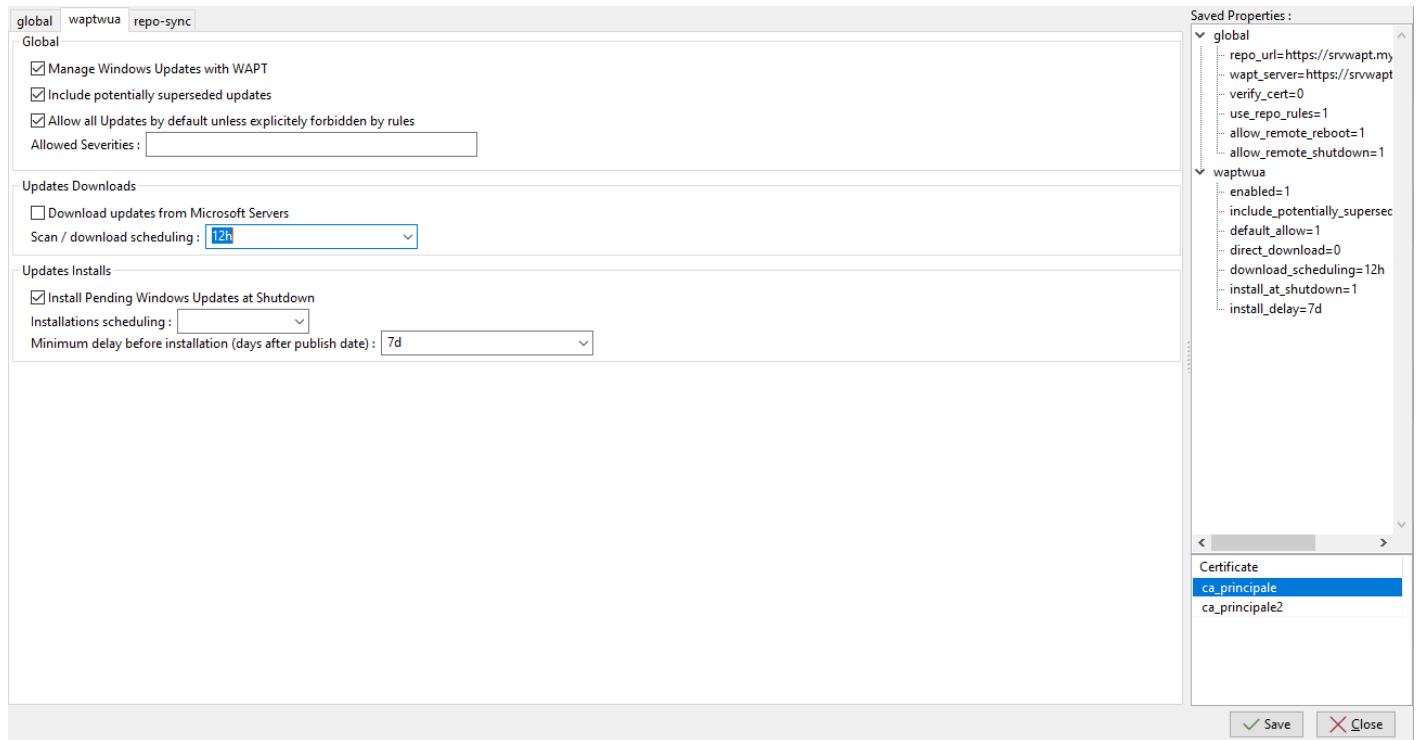 global waptwua repo-sync
Global
Manage Windows Updates with WAPT
Include potentially superseded updates
Allow all Updates by default unless explicitely forbidden by rules
Allowed Severities :
Updates Downloads
Download updates from Microsoft Servers
Scan / download scheduling : 12h
Updates Installs
Install Pending Windows Updates at Shutdown
Installations scheduling :
Minimum delay before installation (days after publish date) : 7d
Saved Properties :
global
repo_url=https://srvwapt.my
wapt_server=https://srvwapt
verify_cert=0
use_repo_rules=1
allow_remote_reboot=1
allow_remote_shutdown=1
waptwua
enabled=1
include_potentially_supersed
default_allow=1
direct_download=0
download_scheduling=12h
install_at_shutdown=1
install_delay=7d
Certificate
ca_principale
ca_principale2
Save Close